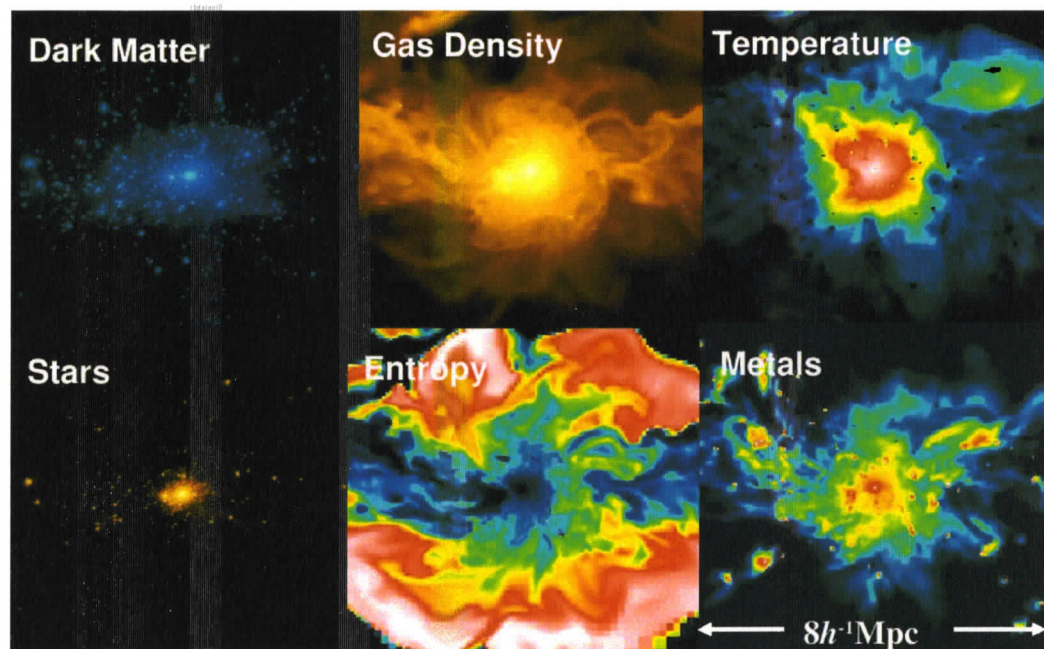 Dark Matter
Gas Density
Temperature
Stars
Entropy
Metals
8h⁻¹Mpc